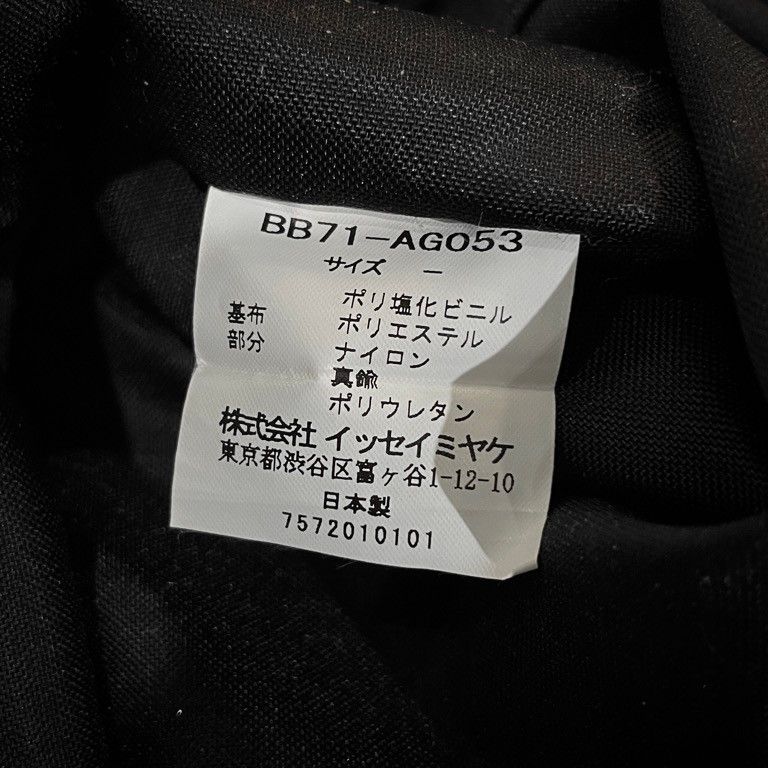 BB71-AG053
サイズ －
ポリ塩化ビニル
基布 ポリエステル
部分 ナイロン
真鍮
ポリウレタン
株式会社 イッセイミヤケ
東京都渋谷区富ヶ谷1-12-10
日本製
7572010101